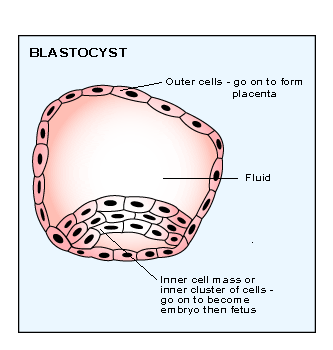 BLASTOCYST
Outer cells - go on to form
placenta
Fluid
Inner cell mass or
inner cluster of cells -
go on to become
embryo then fetus